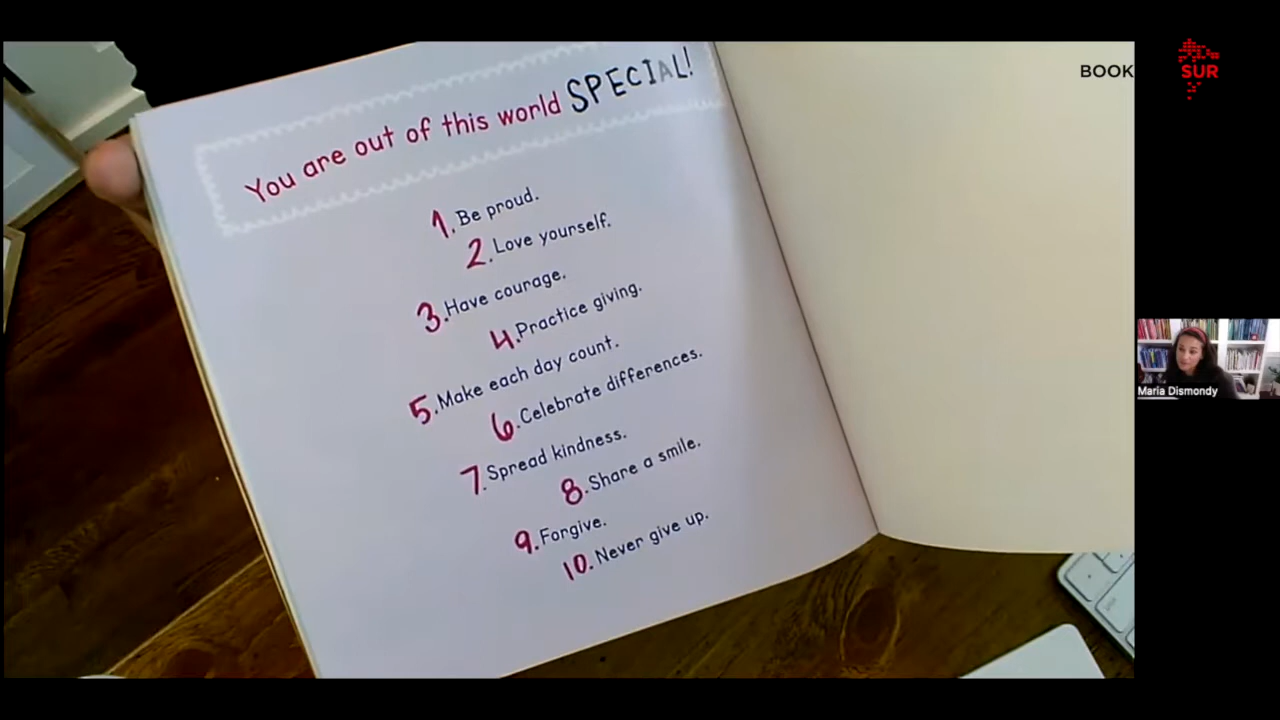 You are out of this world SPECIAL!
1. Be proud.
2. Love yourself.
3. Have courage.
4. Practice giving.
5. Make each day count.
6. Celebrate differences.
7. Spread kindness.
8. Share a smile.
9. Forgive.
10. Never give up.
BOOK
SUR
Maria Dismondy